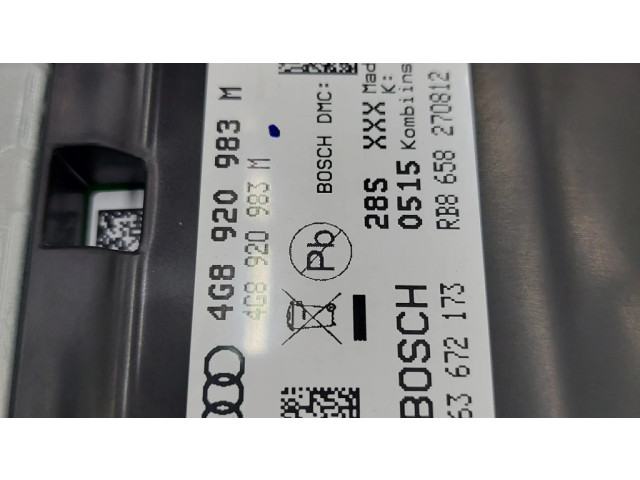 4G8 920 983 M
4G8 920 983 M
BOSCH DMC:
Pb
28S XXX Mad
K:
0515 Kombiins
RB8 658 270812
BOSCH
63 672 173